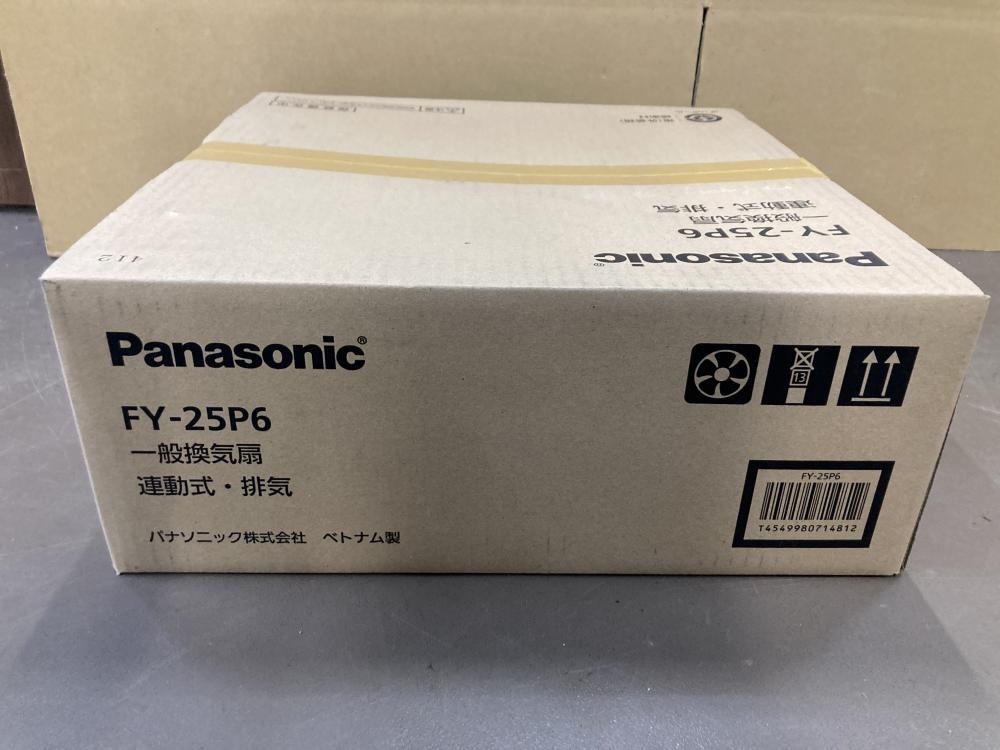 Panasonic®
FY-25P6
一般換気扇
連動式・排気
412
Panasonic®
FY-25P6
一般換気扇
連動式・排気
パナソニック株式会社 ベトナム製
13
FY-25P6
T4549980714812